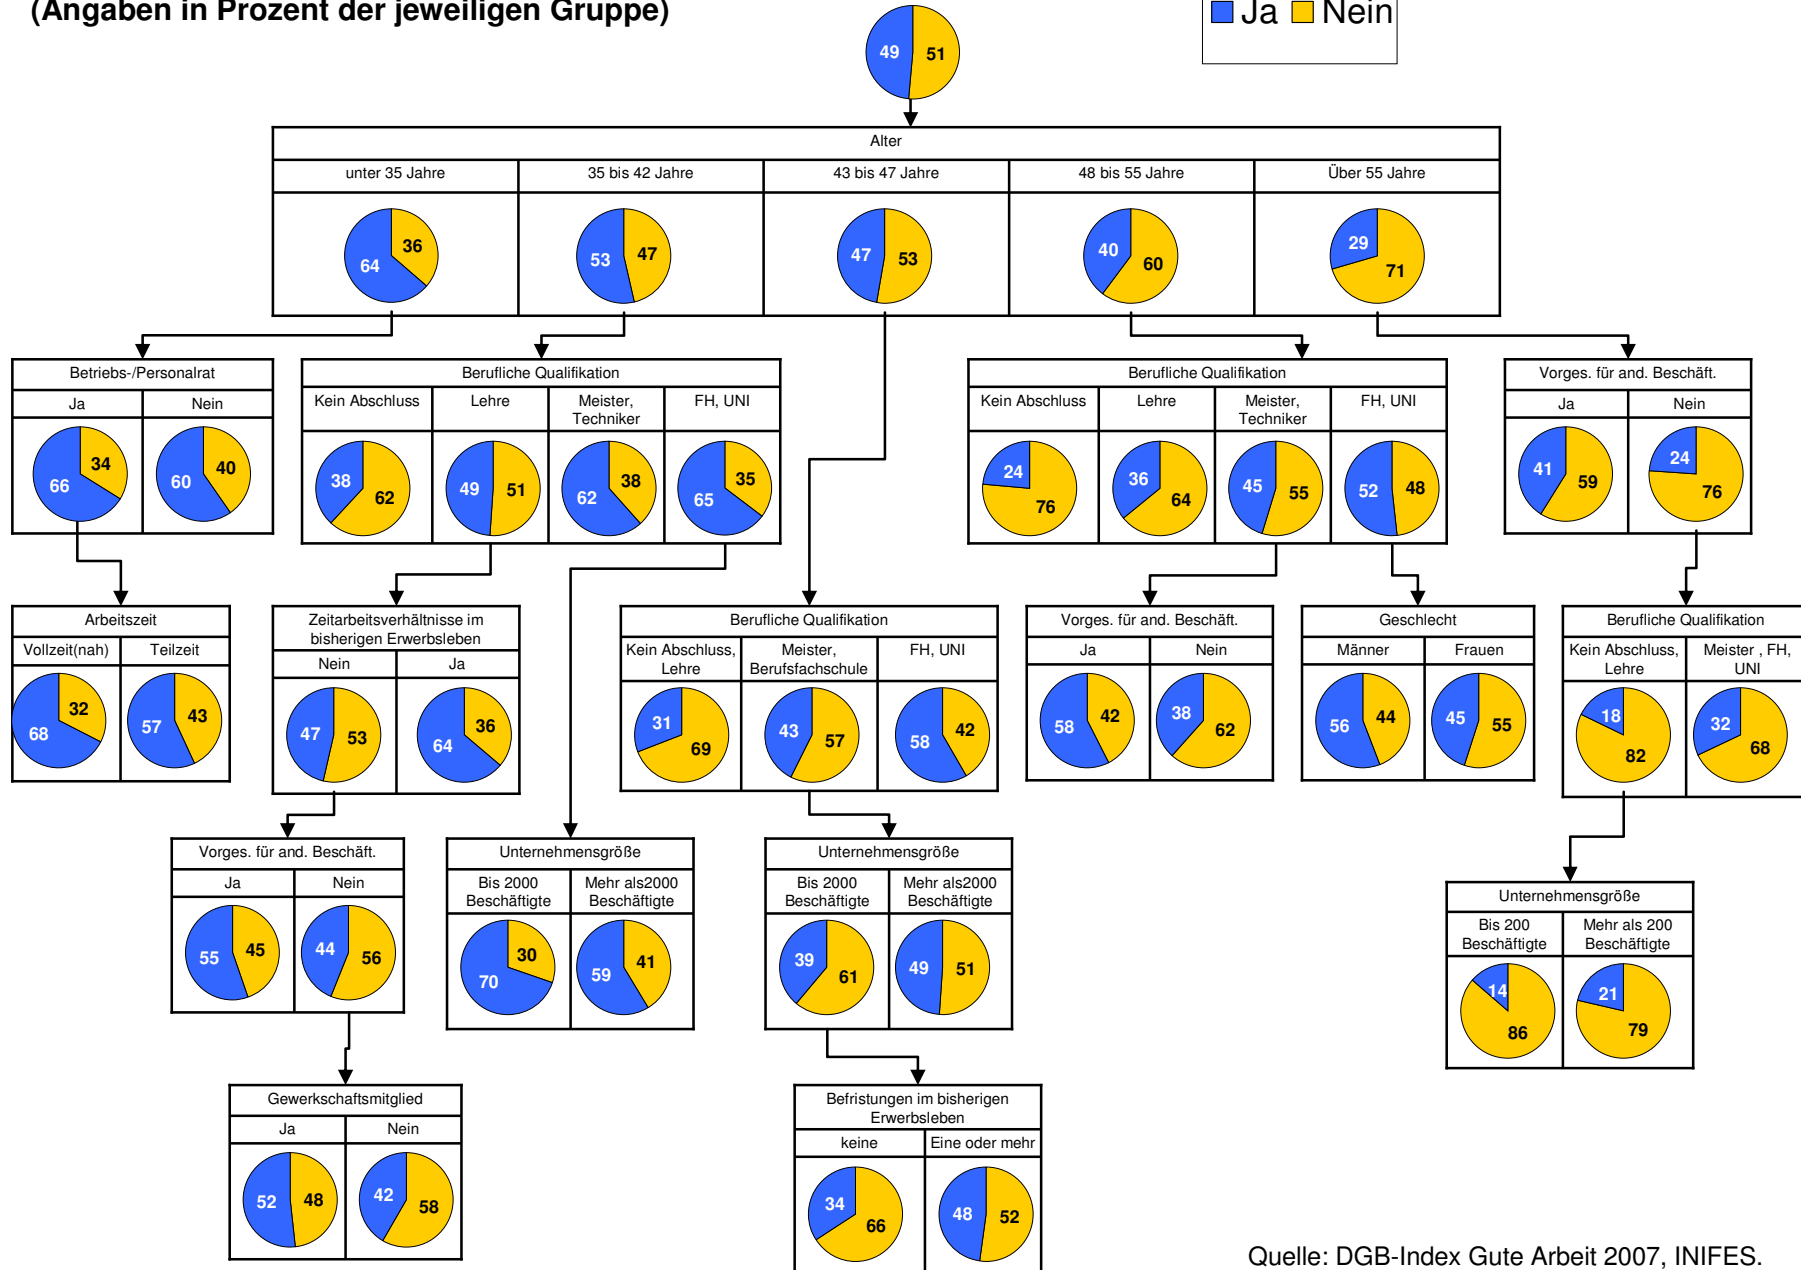 (Angaben in Prozent der jeweiligen Gruppe)
Ja Nein
49 51
Alter
unter 35 Jahre 35 bis 42 Jahre 43 bis 47 Jahre 48 bis 55 Jahre Über 55 Jahre
64 36 53 47 47 53 40 60 29 71
Betriebs-/Personalrat
Ja Nein
66 34 60 40
Berufliche Qualifikation
Kein Abschluss Lehre Meister, FH, UNI
Techniker
38 62 49 51 62 38 65 35
Berufliche Qualifikation
Kein Abschluss Lehre Meister, FH, UNI
Techniker
24 76 36 64 45 55 52 48
Vorges. für and. Beschäft.
Ja Nein
41 59 24 76
Arbeitszeit
Vollzeit(nah) Teilzeit
68 32 57 43
Zeitarbeitsverhältnisse im
bisherigen Erwerbsleben
Nein Ja
47 53 64 36
Berufliche Qualifikation
Kein Abschluss, Meister, FH, UNI
Lehre Berufsfachschule
31 69 43 57 58 42
Vorges. für and. Beschäft.
Ja Nein
58 42 38 62
Geschlecht
Männer Frauen
56 44 45 55
Berufliche Qualifikation
Kein Abschluss, Meister , FH,
Lehre UNI
18 82 32 68
Vorges. für and. Beschäft.
Ja Nein
55 45 44 56
Unternehmensgröße
Bis 2000 Mehr als2000
Beschäftigte Beschäftigte
70 30 59 41
Unternehmensgröße
Bis 2000 Mehr als2000
Beschäftigte Beschäftigte
39 61 49 51
Unternehmensgröße
Bis 200 Mehr als 200
Beschäftigte Beschäftigte
14 86 21 79
Gewerkschaftsmitglied
Ja Nein
52 48 42 58
Befristungen im bisherigen
Erwerbsleben
keine Eine oder mehr
34 66 48 52
Quelle: DGB-Index Gute Arbeit 2007, INIFES.